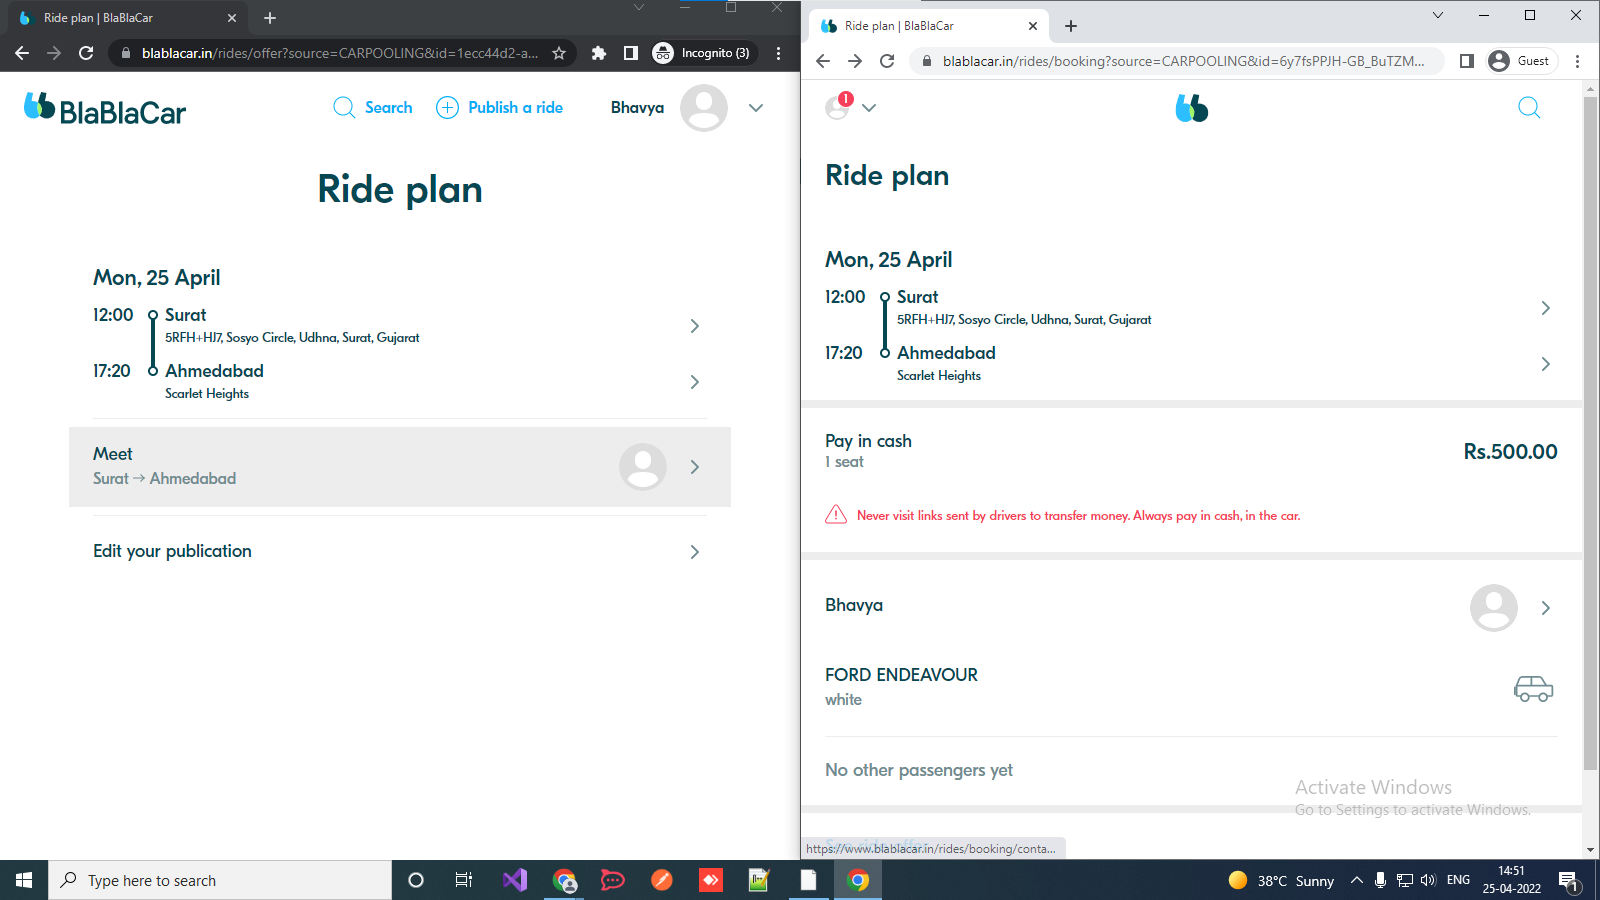 Ride plan | BlaBlaCar
blablacar.in/rides/offer?source=CARPOOLING&id=1ecc44d2-a...
Incognito (3)
BlaBlaCar
Search
Publish a ride
Bhavya
Ride plan
Mon, 25 April
12:00 Surat
5RFH+HJ7, Sosyo Circle, Udhna, Surat, Gujarat
17:20 Ahmedabad
Scarlet Heights
Meet
Surat → Ahmedabad
Edit your publication
Ride plan | BlaBlaCar
blablacar.in/rides/booking?source=CARPOOLING&id=6y7fsPPJH-GB_BuTZM...
Guest
1
Ride plan
Mon, 25 April
12:00 Surat
5RFH+HJ7, Sosyo Circle, Udhna, Surat, Gujarat
17:20 Ahmedabad
Scarlet Heights
Pay in cash
1 seat
Rs.500.00
Never visit links sent by drivers to transfer money. Always pay in cash, in the car.
Bhavya
FORD ENDEAVOUR
white
No other passengers yet
Activate Windows
Go to Settings to activate Windows.
See ride offer
https://www.blablacar.in/rides/booking/conta...
Type here to search
38°C Sunny
ENG
14:51
25-04-2022
1